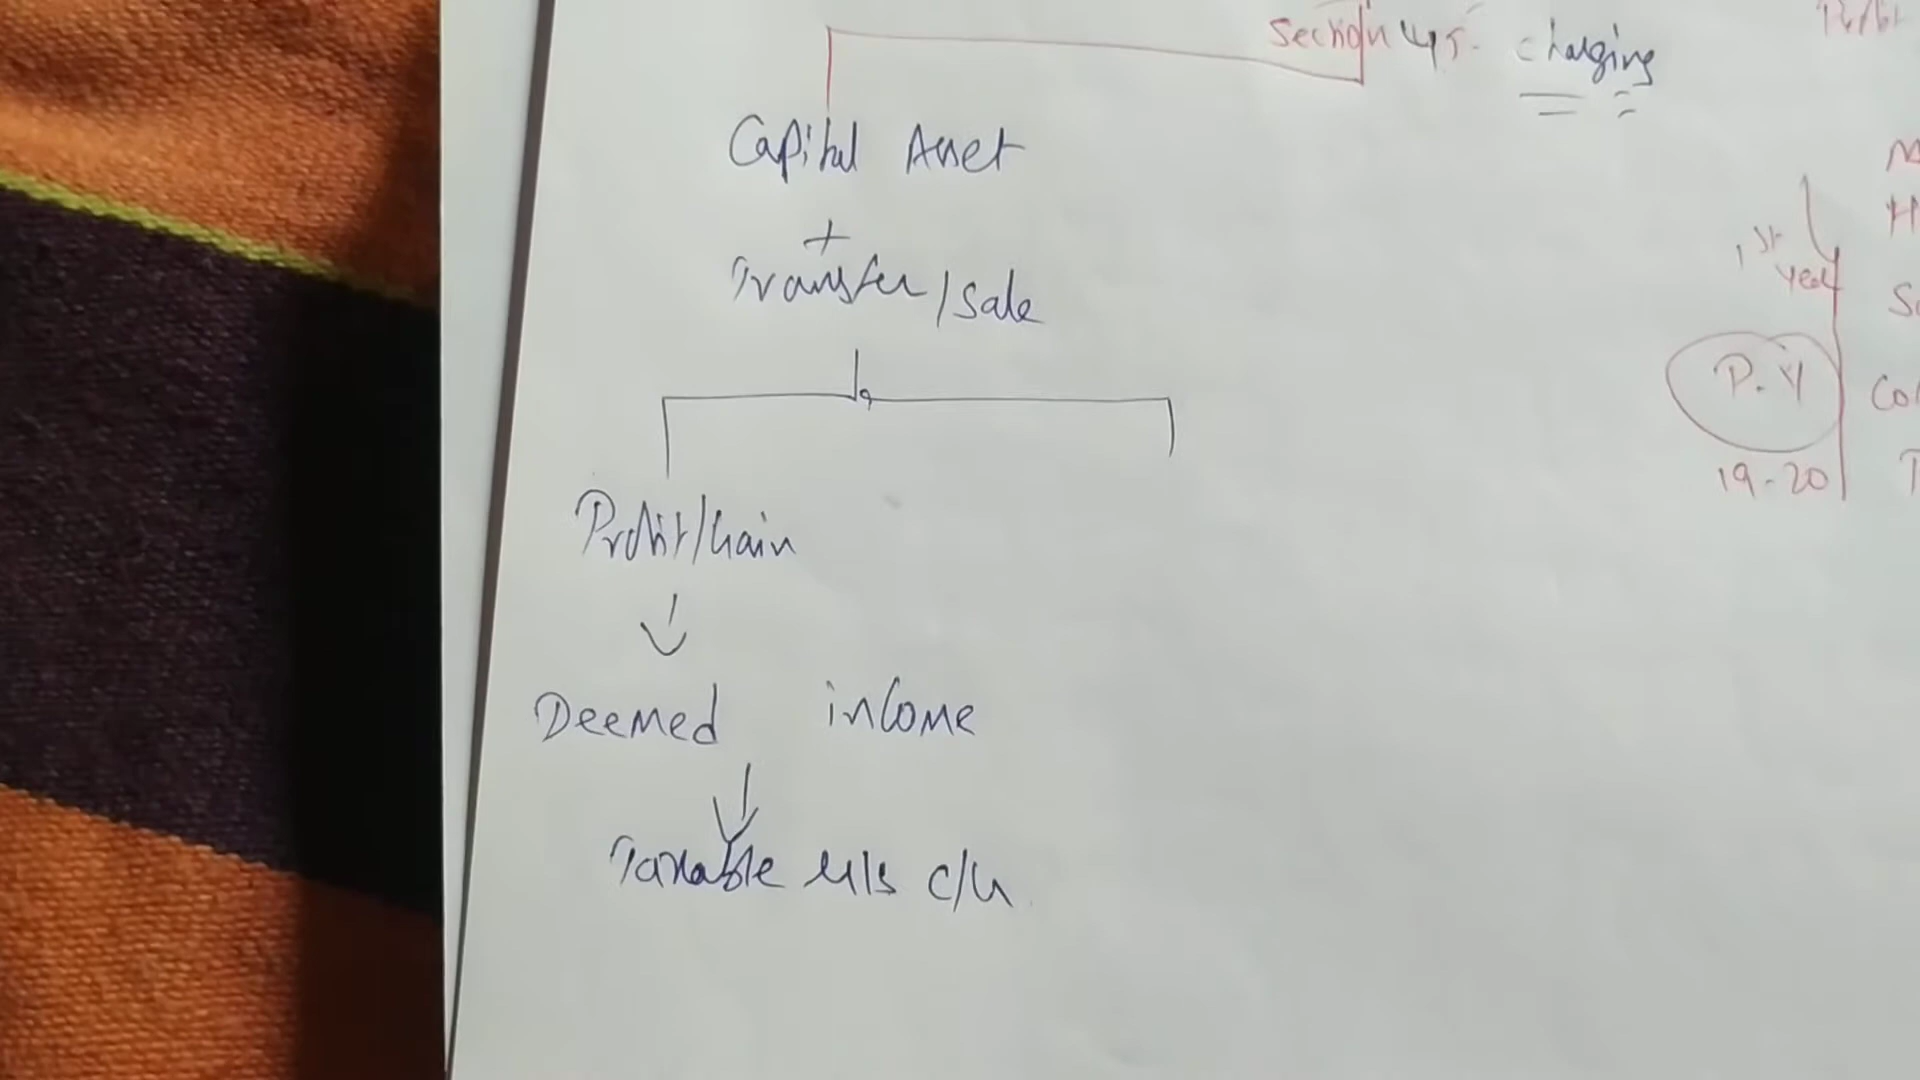 Section 45. charging
Capital Asset
+
Transfer/Sale
Profit/Gain
Deemed income
Taxable u/s C/G
1st
year
P.Y
19-20